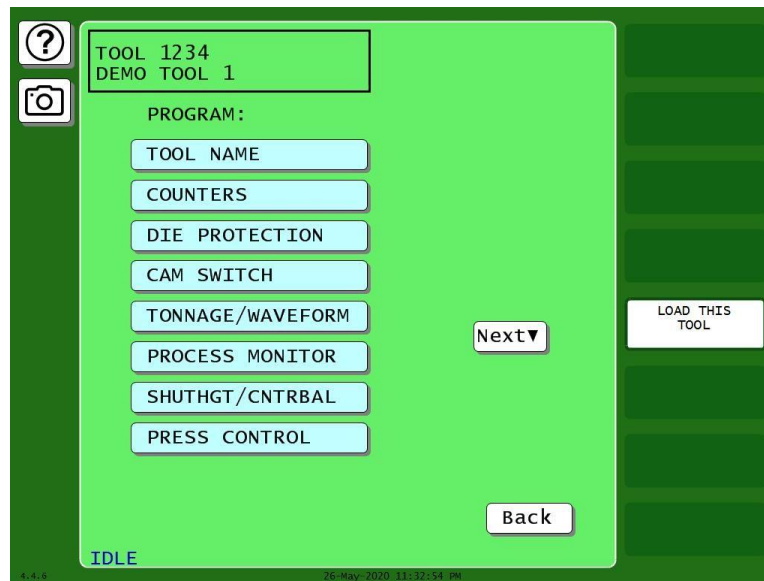 TOOL 1234
DEMO TOOL 1
PROGRAM:
TOOL NAME
COUNTERS
DIE PROTECTION
CAM SWITCH
TONNAGE/WAVEFORM
PROCESS MONITOR
SHUTHGT/CNTRBAL
PRESS CONTROL
Next▼
LOAD THIS
TOOL
Back
IDLE
4.4.6
26-May-2020 11:32:54 PM